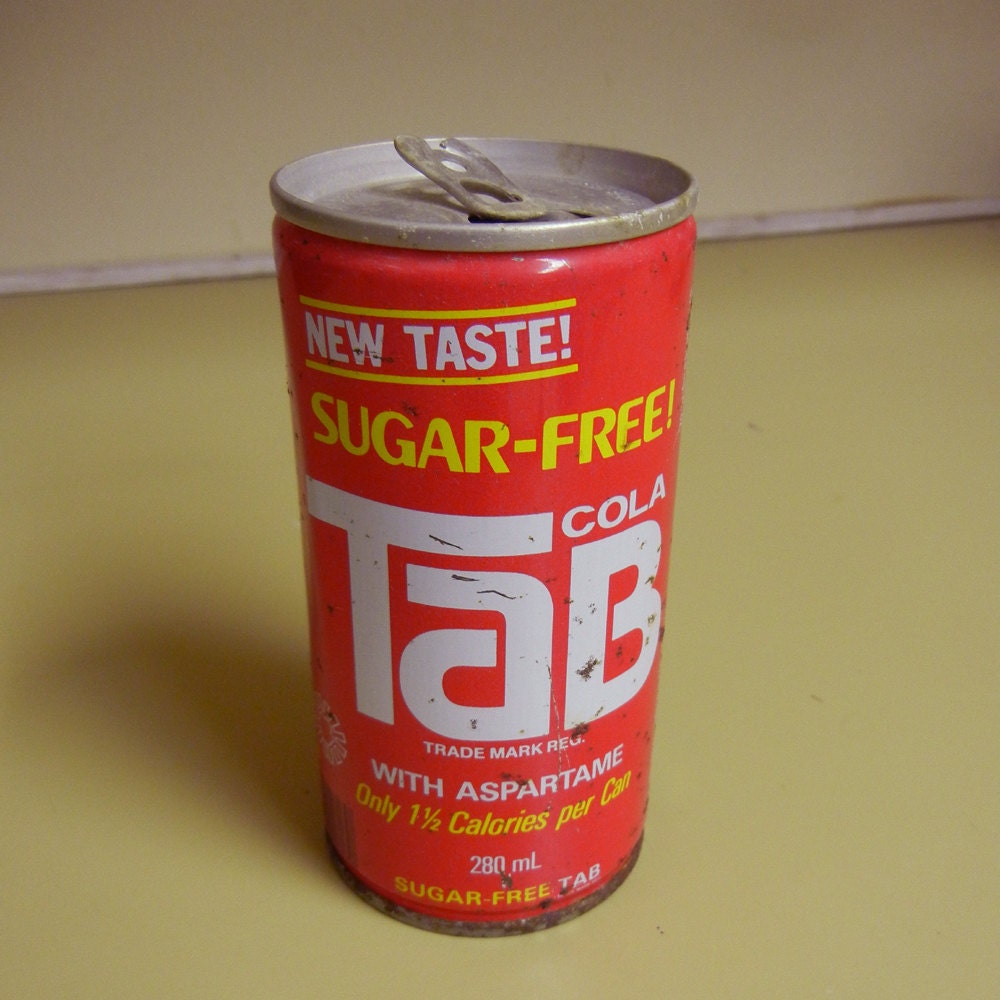 NEW TASTE!
SUGAR-FREE!
COLA
TaB
TRADE MARK REG.
WITH ASPARTAME
Only 1½ Calories per Can
280 mL
SUGAR-FREE TAB